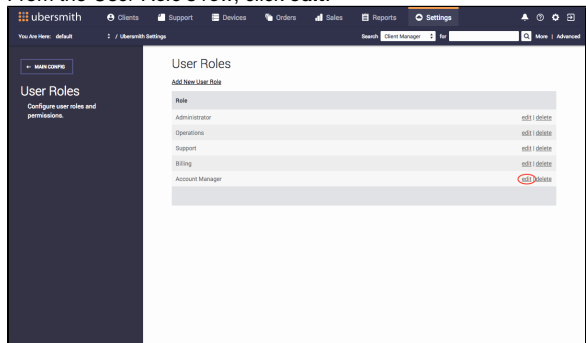 From the User Role's row, click edit.
ubersmith Clients Support Devices Orders Sales Reports Settings
You Are Here: default / Ubersmith Settings Search Client Manager for More | Advanced
← MAIN CONFIG
User Roles
Configure user roles and
permissions.
User Roles
Add New User Role
Role
Administrator edit | delete
Operations edit | delete
Support edit | delete
Billing edit | delete
Account Manager edit | delete